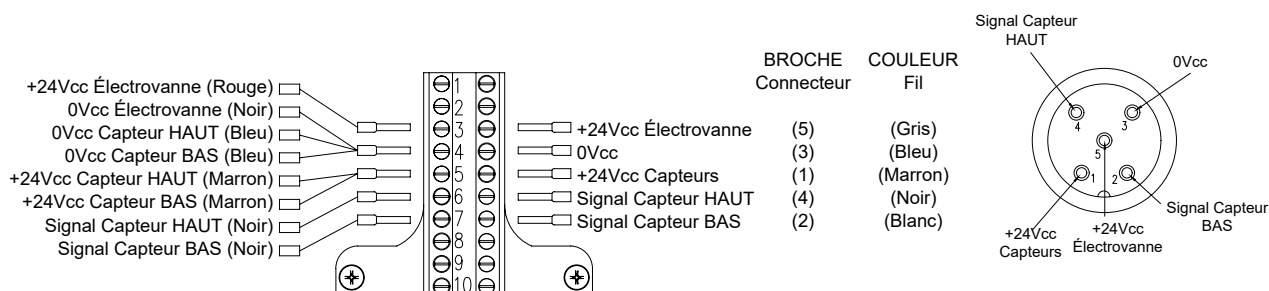 +24Vcc Électrovanne (Rouge)
0Vcc Électrovanne (Noir)
0Vcc Capteur HAUT (Bleu)
0Vcc Capteur BAS (Bleu)
+24Vcc Capteur HAUT (Marron)
+24Vcc Capteur BAS (Marron)
Signal Capteur HAUT (Noir)
Signal Capteur BAS (Noir)
1
2
3
4
5
6
7
8
9
10
BROCHE COULEUR
Connecteur Fil
+24Vcc Électrovanne (5) (Gris)
0Vcc (3) (Bleu)
+24Vcc Capteurs (1) (Marron)
Signal Capteur HAUT (4) (Noir)
Signal Capteur BAS (2) (Blanc)
Signal Capteur
HAUT
0Vcc
4
3
5
1
2
Signal Capteur
BAS
+24Vcc
Capteurs
+24Vcc
Électrovanne